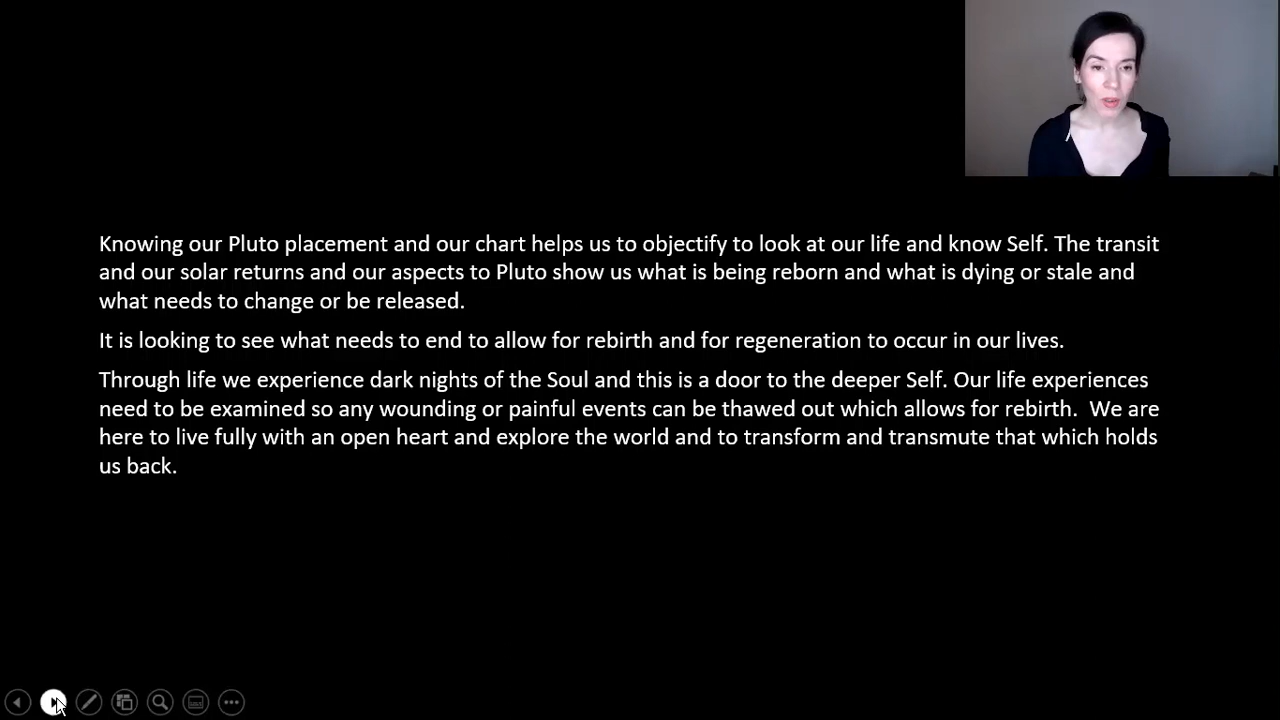 Knowing our Pluto placement and our chart helps us to objectify to look at our life and know Self. The transit
and our solar returns and our aspects to Pluto show us what is being reborn and what is dying or stale and
what needs to change or be released.
It is looking to see what needs to end to allow for rebirth and for regeneration to occur in our lives.
Through life we experience dark nights of the Soul and this is a door to the deeper Self. Our life experiences
need to be examined so any wounding or painful events can be thawed out which allows for rebirth.  We are
here to live fully with an open heart and explore the world and to transform and transmute that which holds
us back.